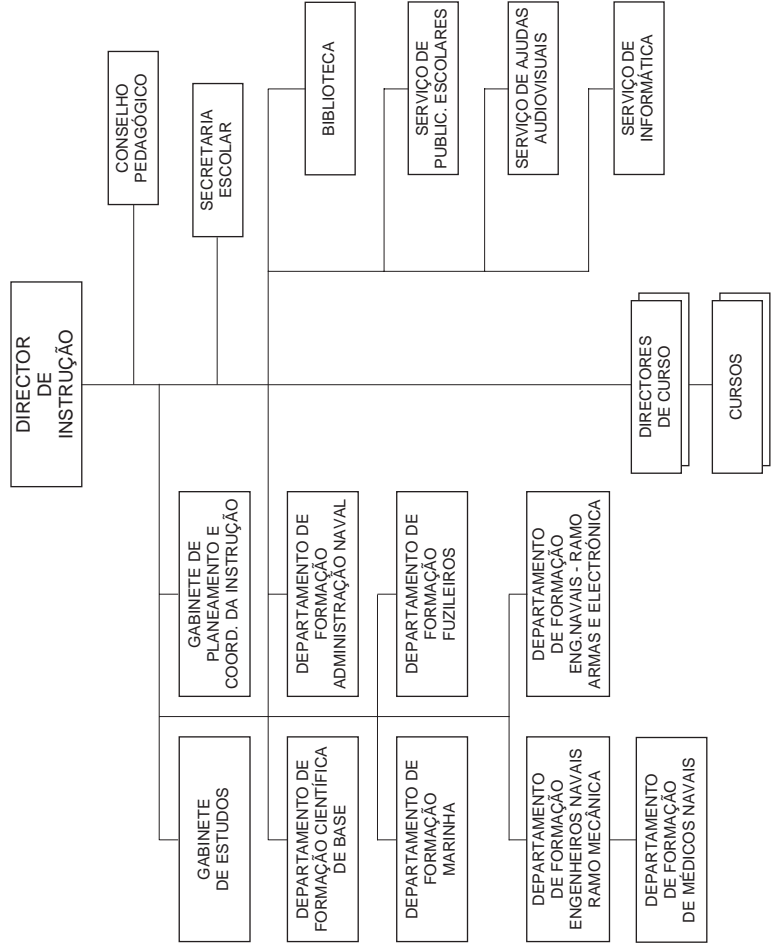 DIRECTOR
DE
INSTRUÇÃO
CONSELHO
PEDAGÓGICO
SECRETARIA
ESCOLAR
GABINETE
DE ESTUDOS
GABINETE DE
PLANEAMENTO E
COORD. DA INSTRUÇÃO
DEPARTAMENTO DE
FORMAÇÃO CIENTÍFICA
DE BASE
DEPARTAMENTO DE
FORMAÇÃO
ADMINISTRAÇÃO NAVAL
BIBLIOTECA
DEPARTAMENTO DE
FORMAÇÃO
MARINHA
DEPARTAMENTO DE
FORMAÇÃO
FUZILEIROS
SERVIÇO DE
PUBLIC. ESCOLARES
SERVIÇO DE AJUDAS
AUDIOVISUAIS
DEPARTAMENTO
DE FORMAÇÃO
ENGENHEIROS NAVAIS
RAMO MECÂNICA
DEPARTAMENTO
DE FORMAÇÃO
ENG.NAVAIS - RAMO
ARMAS E ELECTRÓNICA
SERVIÇO DE
INFORMÁTICA
DEPARTAMENTO
DE FORMAÇÃO
DE MÉDICOS NAVAIS
DIRECTORES
DE CURSO
CURSOS